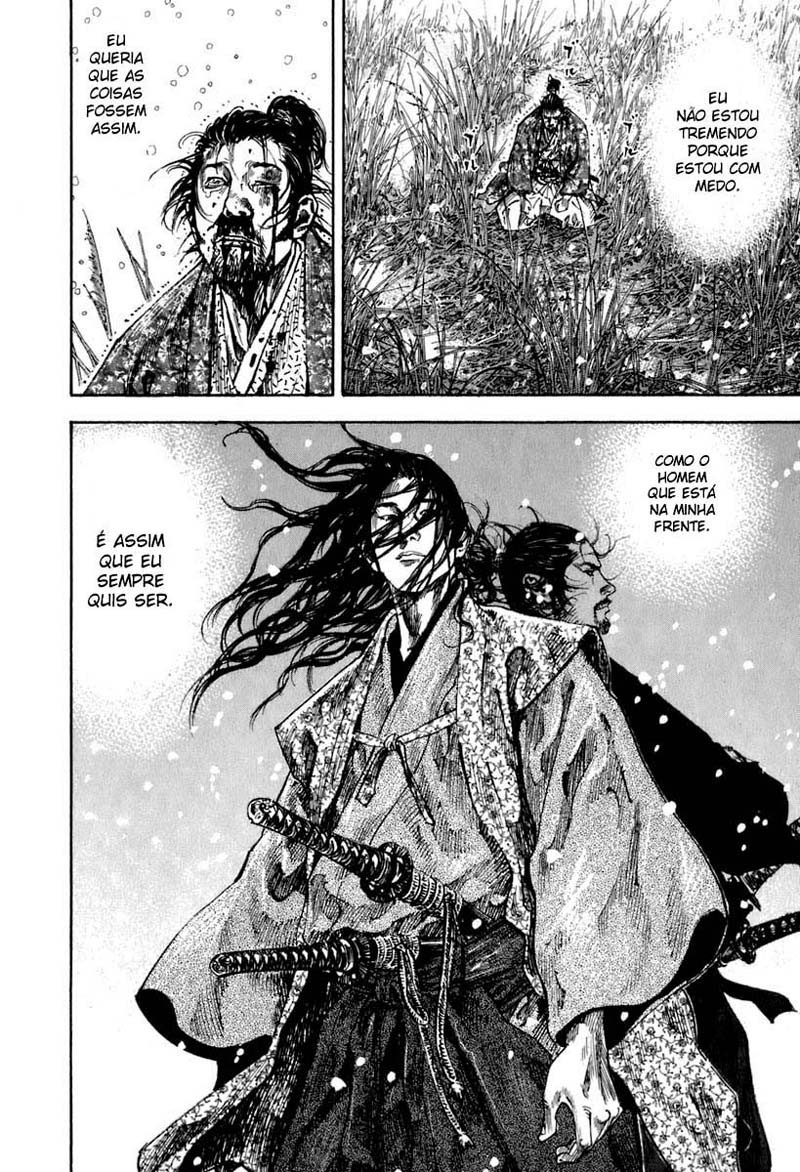 EU
NÃO ESTOU
TREMENDO
PORQUE
ESTOU COM
MEDO.
EU
QUERIA
QUE AS
COISAS
FOSSEM
ASSIM.
COMO O
HOMEM
QUE ESTÁ
NA MINHA
FRENTE.
É ASSIM
QUE EU
SEMPRE
QUIS SER.